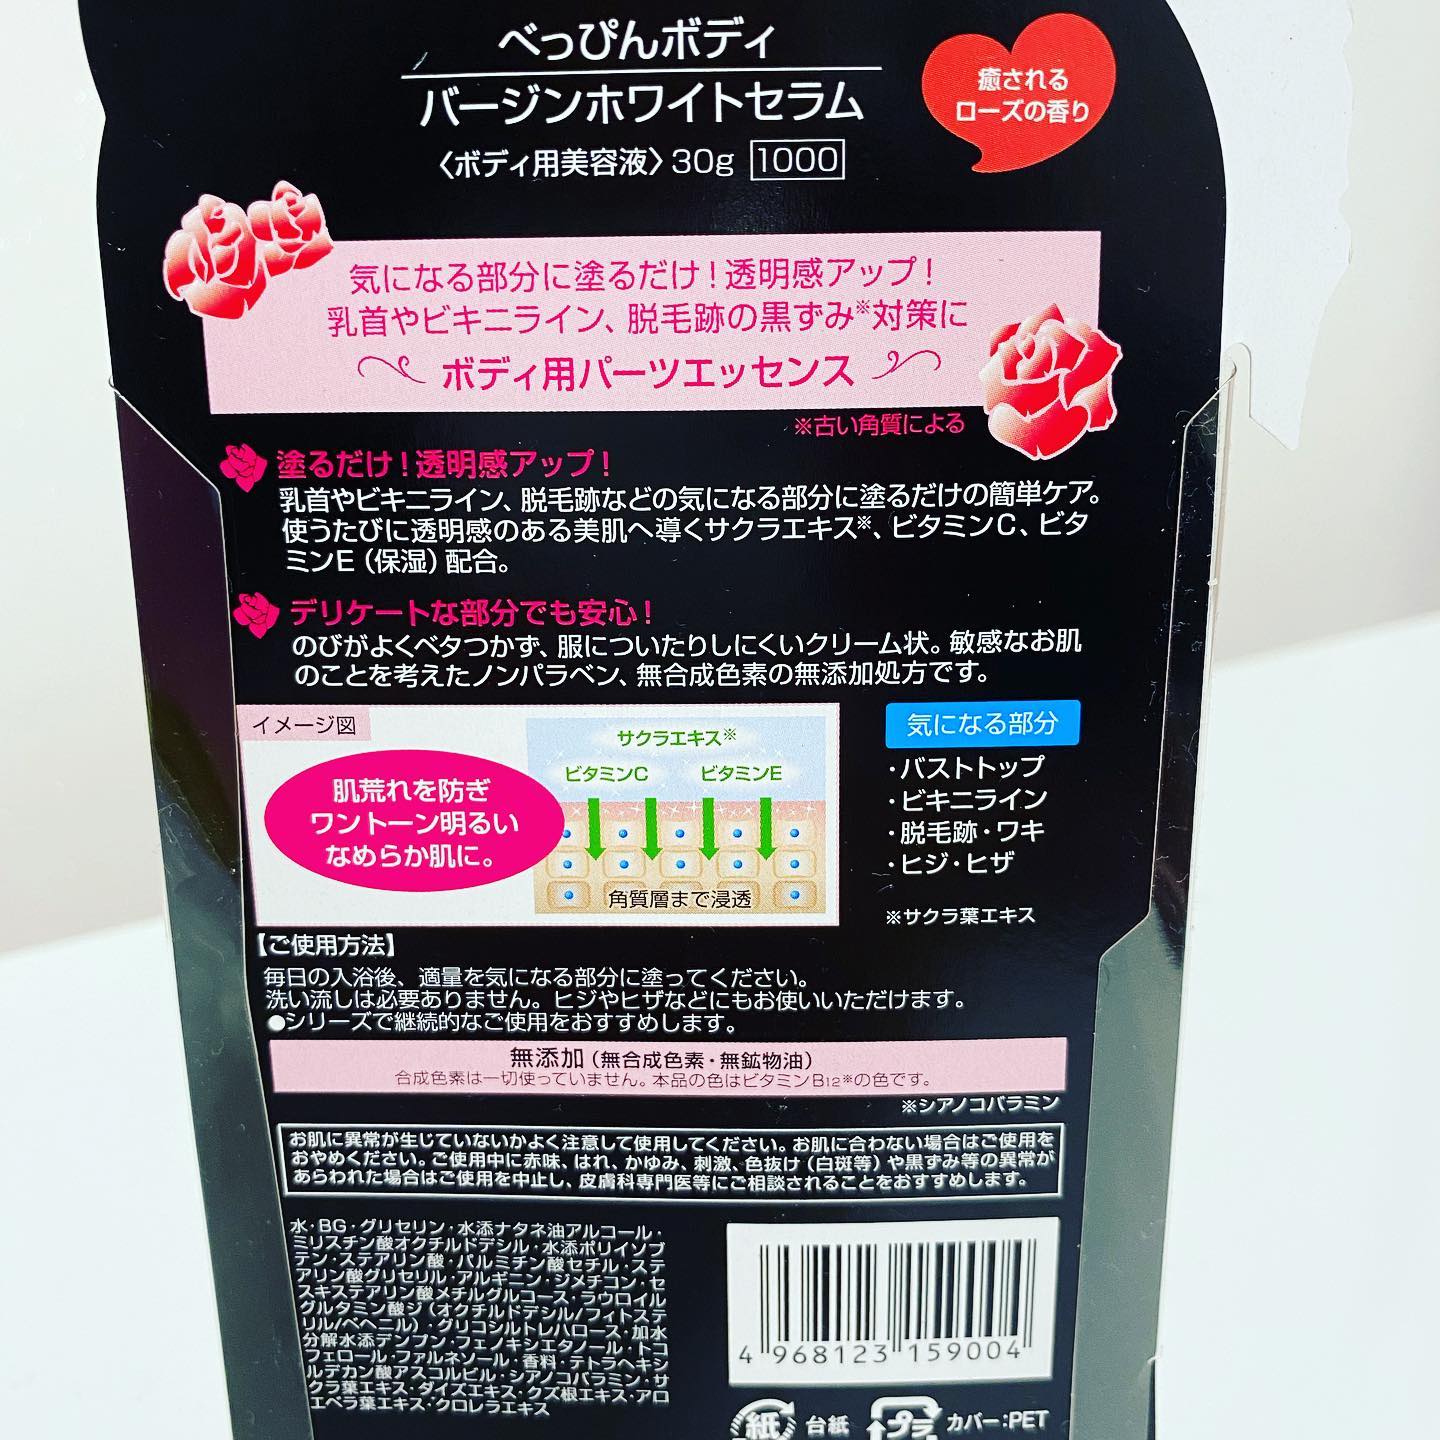 べっぴんボディ
バージンホワイトセラム
〈ボディ用美容液〉30g 1000
癒される
ローズの香り
気になる部分に塗るだけ！透明感アップ！
乳首やビキニライン、脱毛跡の黒ずみ※対策に
ボディ用パーツエッセンス
※古い角質による
塗るだけ！透明感アップ！
乳首やビキニライン、脱毛跡などの気になる部分に塗るだけの簡単ケア。
使うたびに透明感のある美肌へ導くサクラエキス※、ビタミンC、ビタ
ミンE（保湿）配合。
デリケートな部分でも安心！
のびがよくベタつかず、服についたりしにくいクリーム状。敏感なお肌
のことを考えたノンパラベン、無合成色素の無添加処方です。
イメージ図
肌荒れを防ぎ
ワントーン明るい
なめらか肌に。
サクラエキス※
ビタミンC ビタミンE
角質層まで浸透
気になる部分
・バストトップ
・ビキニライン
・脱毛跡・ワキ
・ヒジ・ヒザ
※サクラ葉エキス
【ご使用方法】
毎日の入浴後、適量を気になる部分に塗ってください。
洗い流しは必要ありません。ヒジやヒザなどにもお使いいただけます。
●シリーズで継続的なご使用をおすすめします。
無添加（無合成色素・無鉱物油）
合成色素は一切使っていません。本品の色はビタミンB12※の色です。
※シアノコバラミン
お肌に異常が生じていないかよく注意して使用してください。お肌に合わない場合はご使用を
おやめください。ご使用中に赤味、はれ、かゆみ、刺激、色抜け（白斑等）や黒ずみ等の異常が
あらわれた場合はご使用を中止し、皮膚科専門医等にご相談されることをおすすめします。
水・BG・グリセリン・水添ナタネ油アルコール・
ミリスチン酸オクチルドデシル・水添ポリイソブ
テン・ステアリン酸・パルミチン酸セチル・ステ
アリン酸グリセリル・アルギニン・ジメチコン・セ
スキステアリン酸メチルグルコース・ラウロイル
グルタミン酸ジ（オクチルドデシル/フィトステ
リル/ベヘニル）・グリコシルトレハロース・加水
分解水添デンプン・フェノキシエタノール・トコ
フェロール・ファルネソール・香料・テトラヘキシ
ルデカン酸アスコルビル・シアノコバラミン・サ
クラ葉エキス・ダイズエキス・クズ根エキス・アロ
エベラ葉エキス・クロレラエキス
4 968123 159004
紙 台紙 プラ カバー:PET